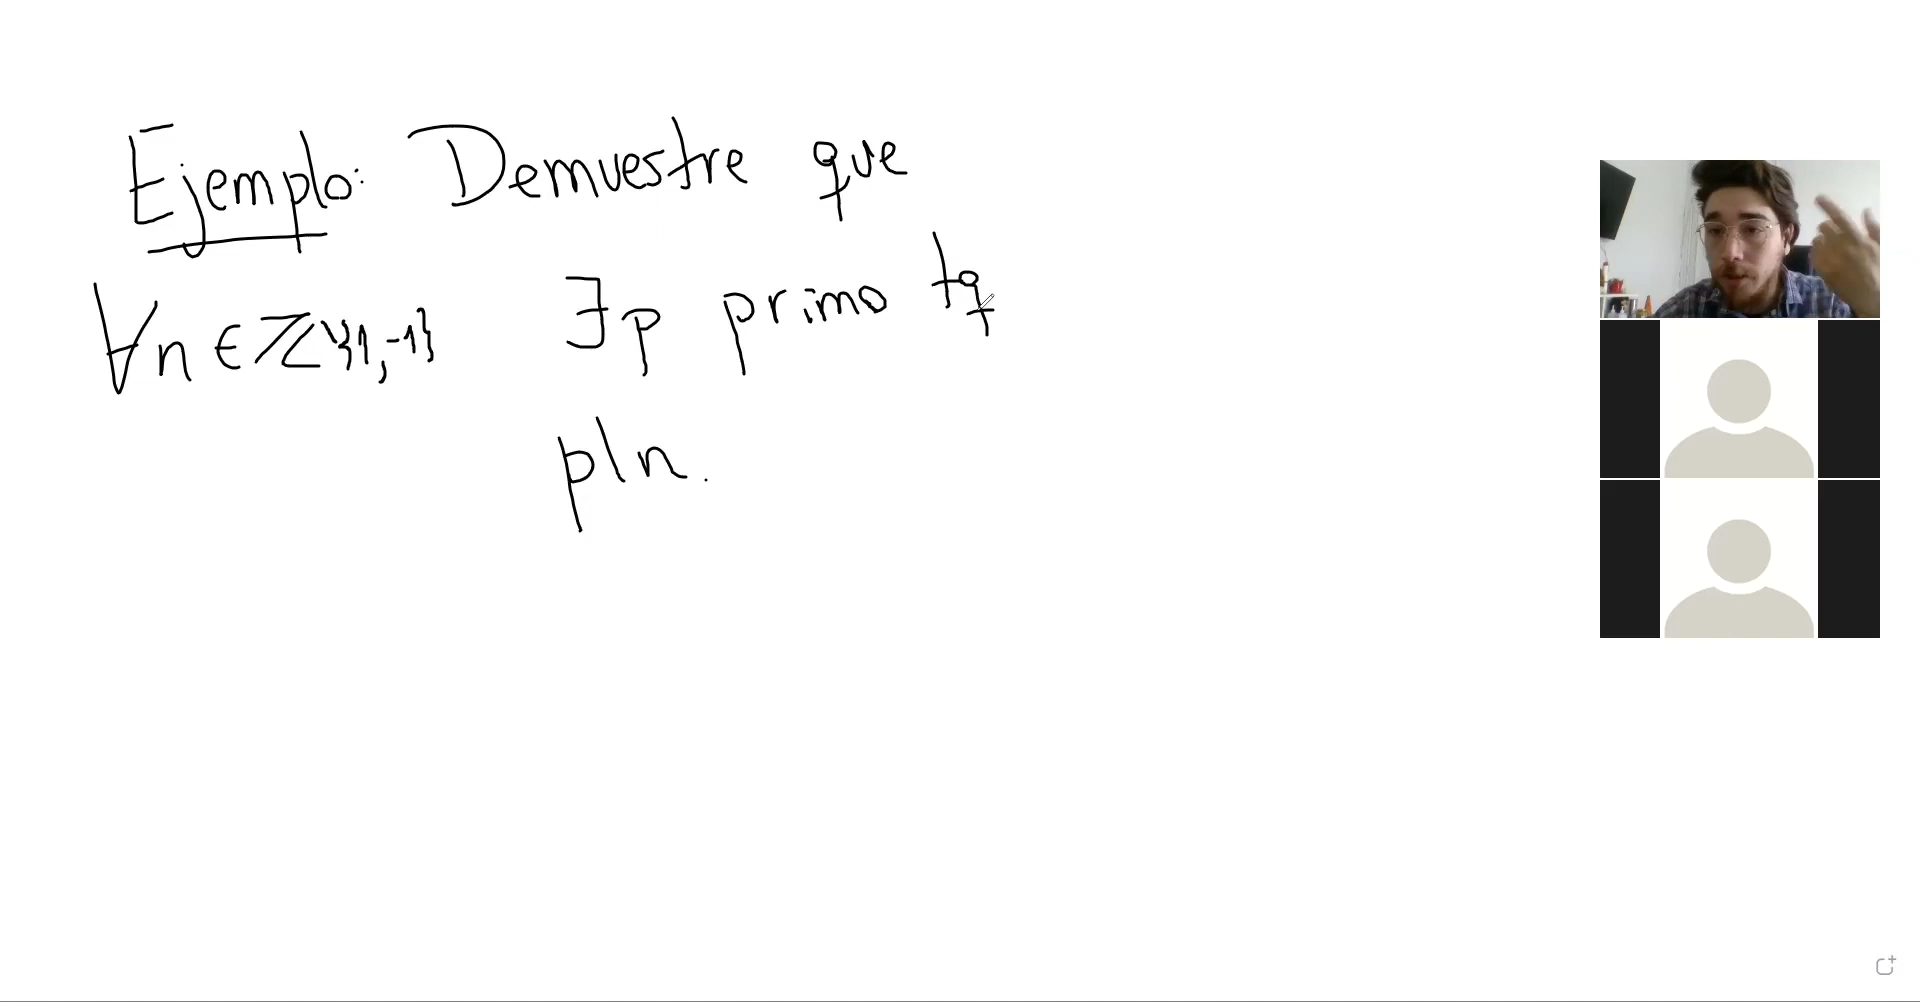 Ejemplo: Demuestre que
∀n∈ℤ\{1,-1} ∃p primo tq
p|n.